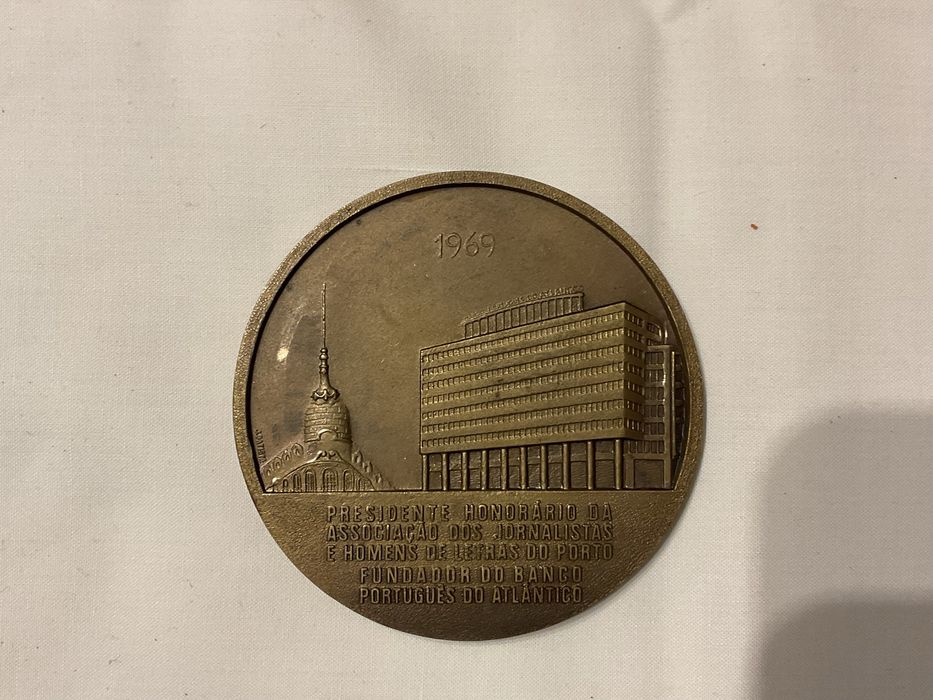 1969
PRESIDENTE HONORÁRIO DA
ASSOCIAÇÃO DOS JORNALISTAS
E HOMENS DE LETRAS DO PORTO
FUNDADOR DO BANCO
PORTUGUÊS DO ATLÂNTICO